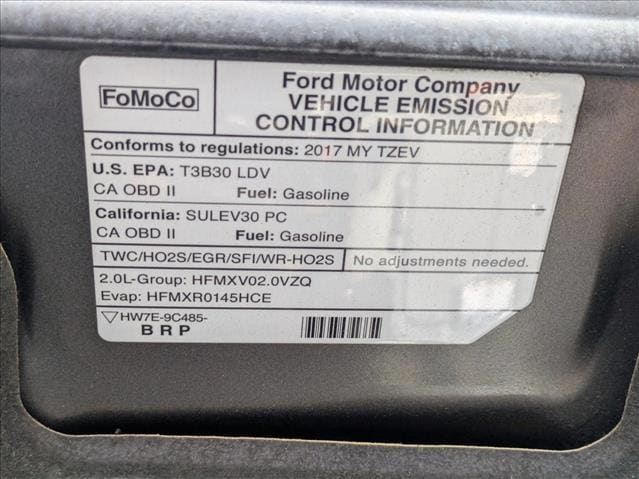 FoMoCo
Ford Motor Company
VEHICLE EMISSION
CONTROL INFORMATION
Conforms to regulations: 2017 MY TZEV
U.S. EPA: T3B30 LDV
CA OBD II Fuel: Gasoline
California: SULEV30 PC
CA OBD II Fuel: Gasoline
TWC/HO2S/EGR/SFI/WR-HO2S No adjustments needed.
2.0L-Group: HFMXV02.0VZQ
Evap: HFMXR0145HCE
HW7E-9C485-
BRP